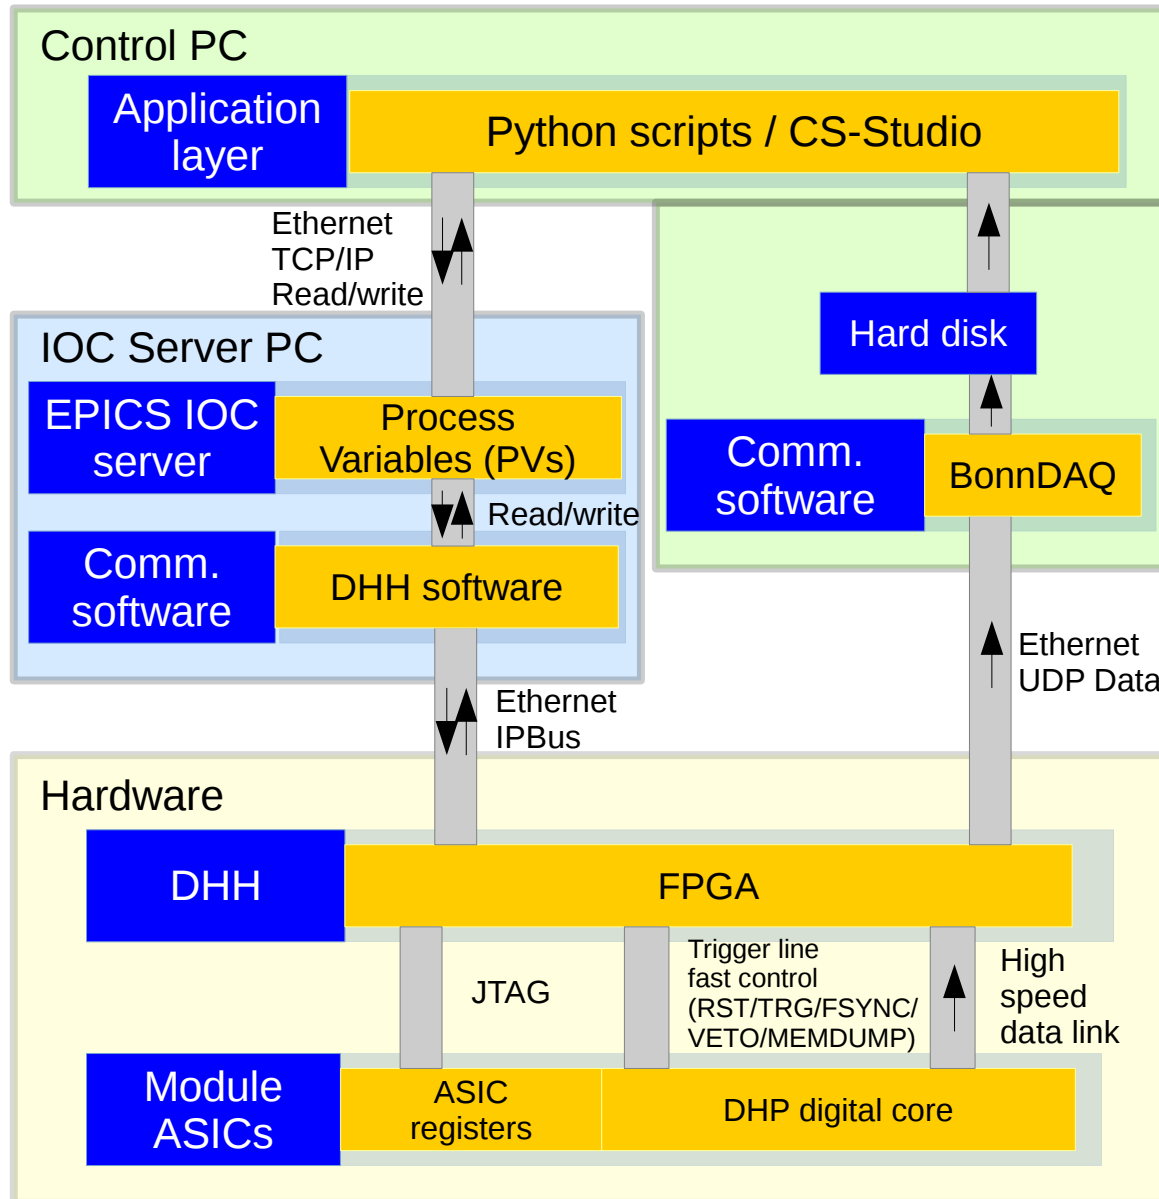 Control PC
Application
layer
Python scripts / CS-Studio
Ethernet
TCP/IP
Read/write
Hard disk
IOC Server PC
EPICS IOC
server
Process
Variables (PVs)
Comm.
software
BonnDAQ
Read/write
Comm.
software
DHH software
Ethernet
UDP Data
Ethernet
IPBus
Hardware
DHH
FPGA
JTAG
Trigger line
fast control
(RST/TRG/FSYNC/
VETO/MEMDUMP)
High
speed
data link
Module
ASICs
ASIC
registers
DHP digital core